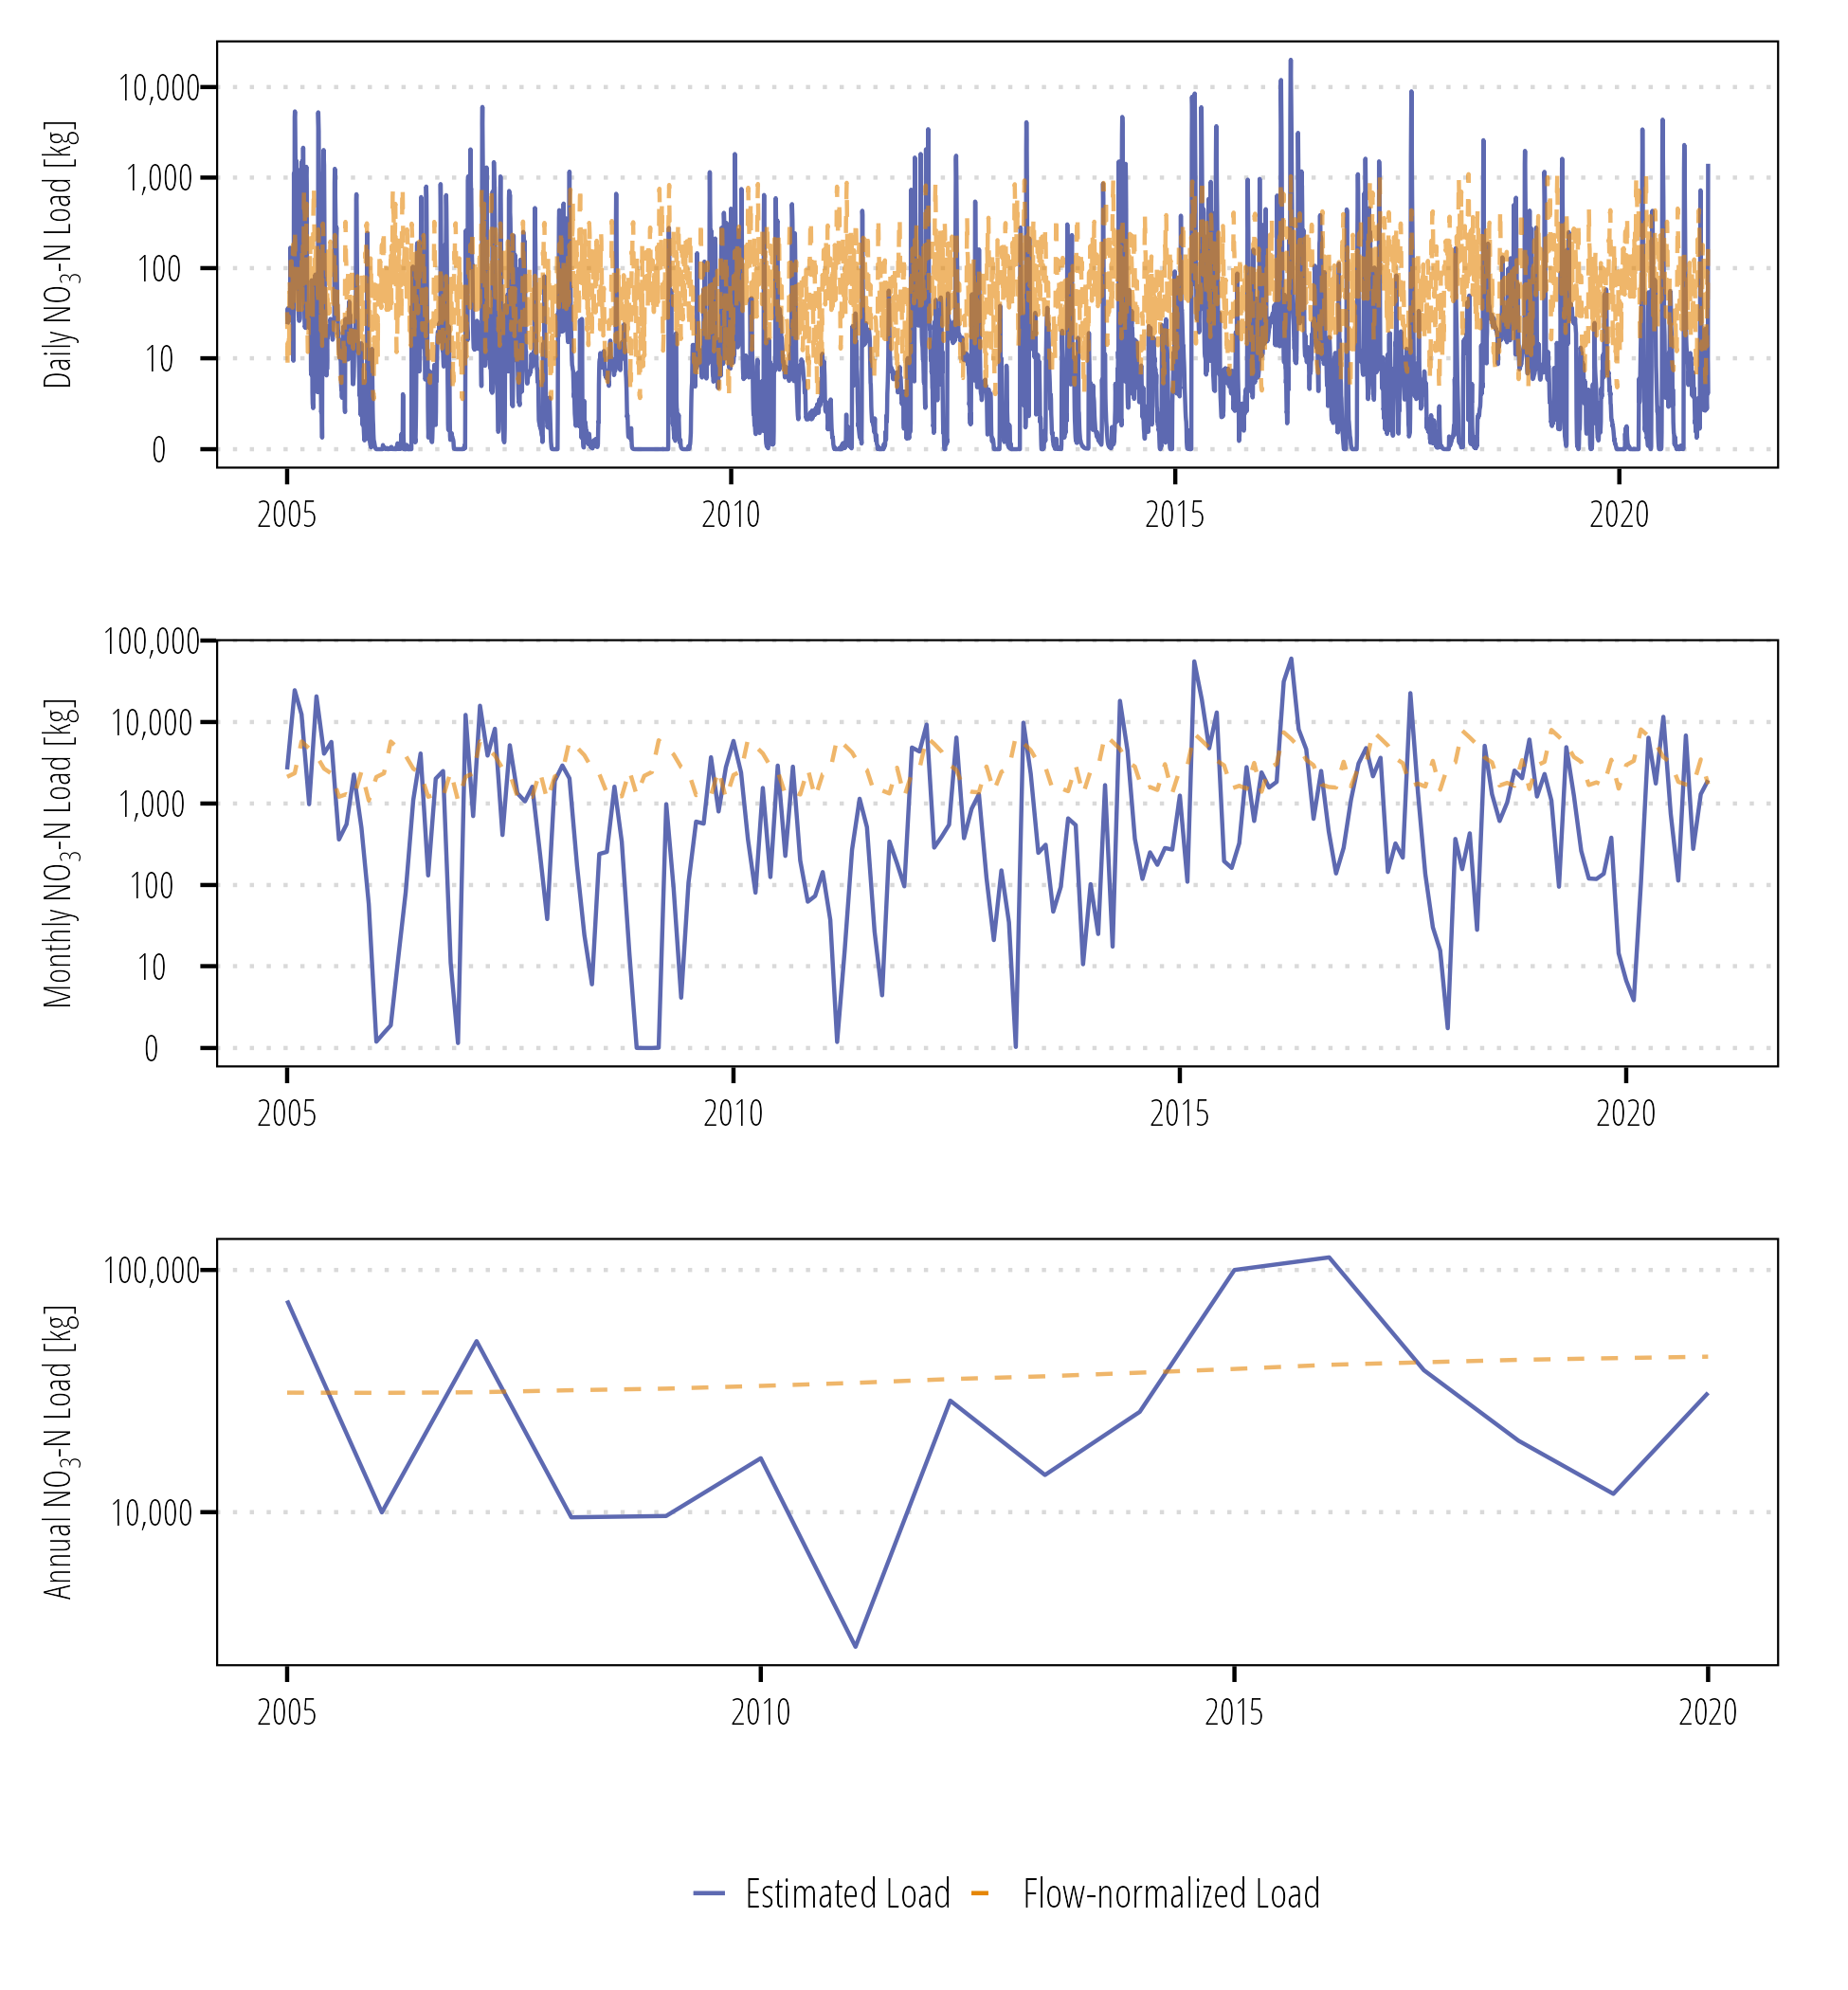 Daily NO3-N Load [kg]
10,000
1,000
100
10
0
2005 2010 2015 2020
Monthly NO3-N Load [kg]
100,000
10,000
1,000
100
10
0
2005 2010 2015 2020
Annual NO3-N Load [kg]
100,000
10,000
2005 2010 2015 2020
Estimated Load Flow-normalized Load